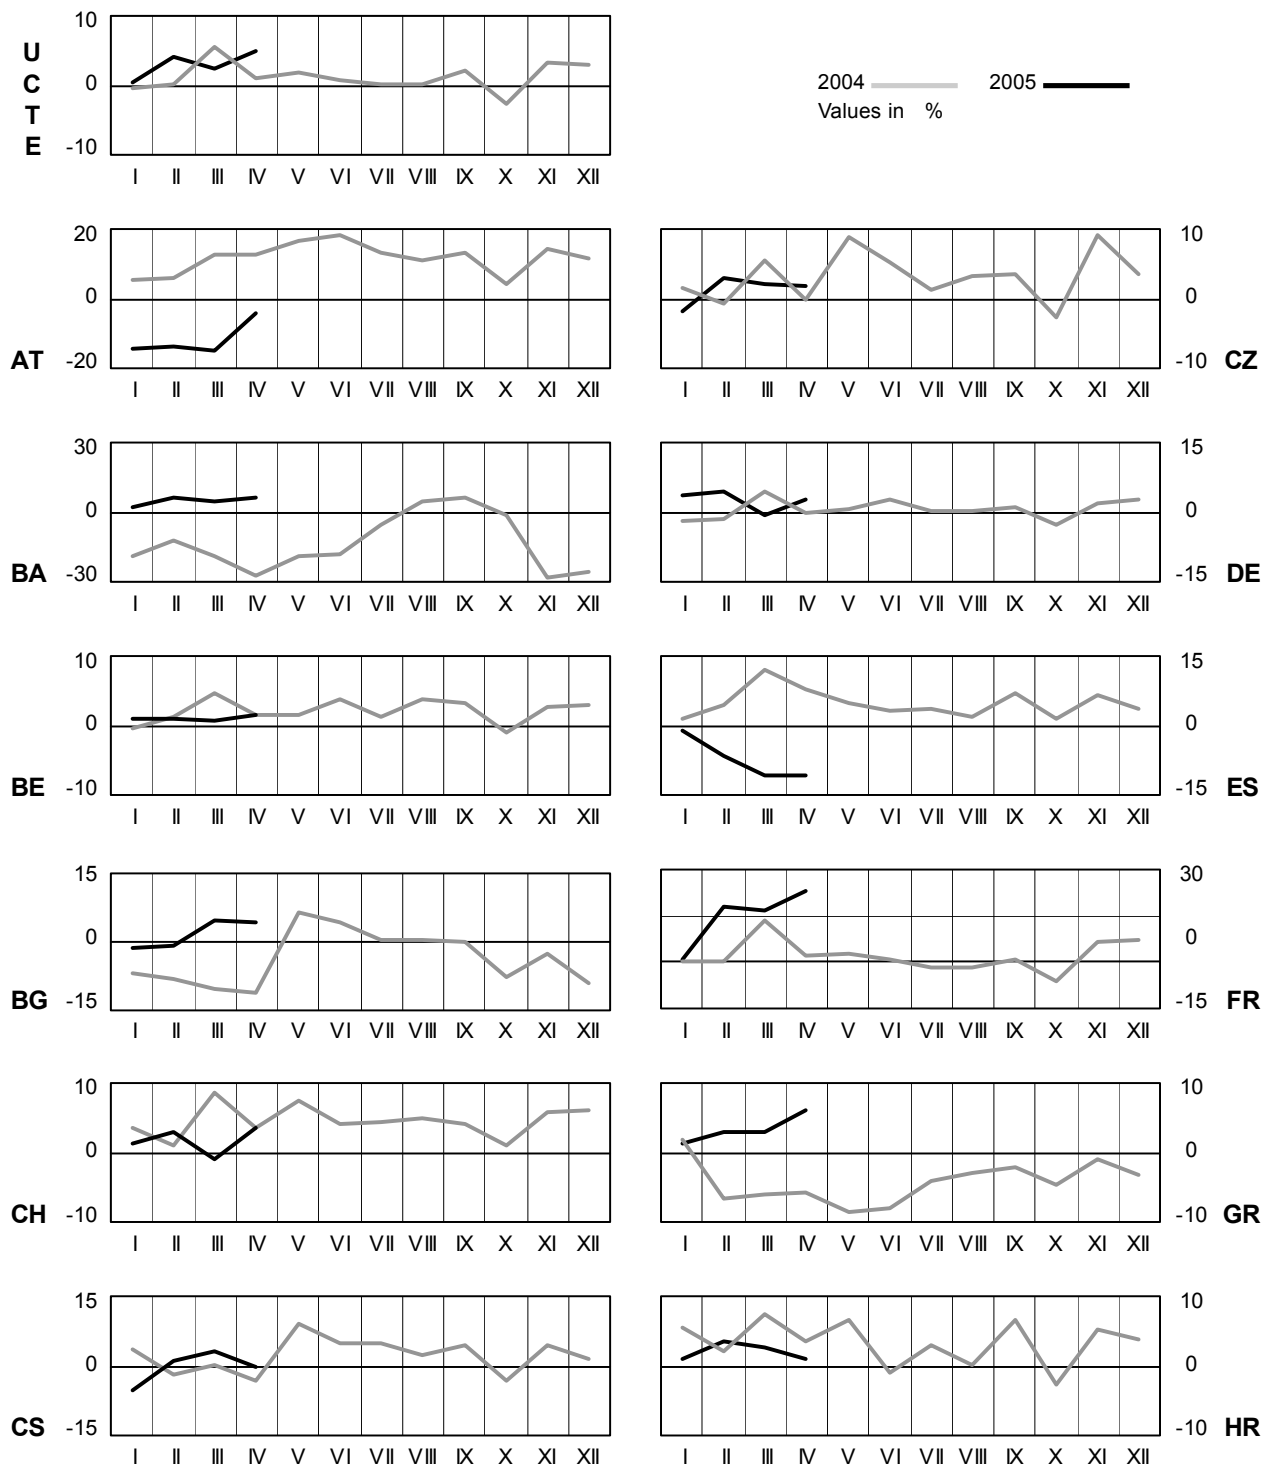 10
U
C
T
E
0
-10
I II III IV V VI VII VIII IX X XI XII
2004 2005
Values in %
20
0
AT -20
I II III IV V VI VII VIII IX X XI XII
10
0
-10 CZ
I II III IV V VI VII VIII IX X XI XII
30
0
BA -30
I II III IV V VI VII VIII IX X XI XII
15
0
-15 DE
I II III IV V VI VII VIII IX X XI XII
10
0
BE -10
I II III IV V VI VII VIII IX X XI XII
15
0
-15 ES
I II III IV V VI VII VIII IX X XI XII
15
0
BG -15
I II III IV V VI VII VIII IX X XI XII
30
0
-15 FR
I II III IV V VI VII VIII IX X XI XII
10
0
CH -10
I II III IV V VI VII VIII IX X XI XII
10
0
-10 GR
I II III IV V VI VII VIII IX X XI XII
15
0
CS -15
I II III IV V VI VII VIII IX X XI XII
10
0
-10 HR
I II III IV V VI VII VIII IX X XI XII